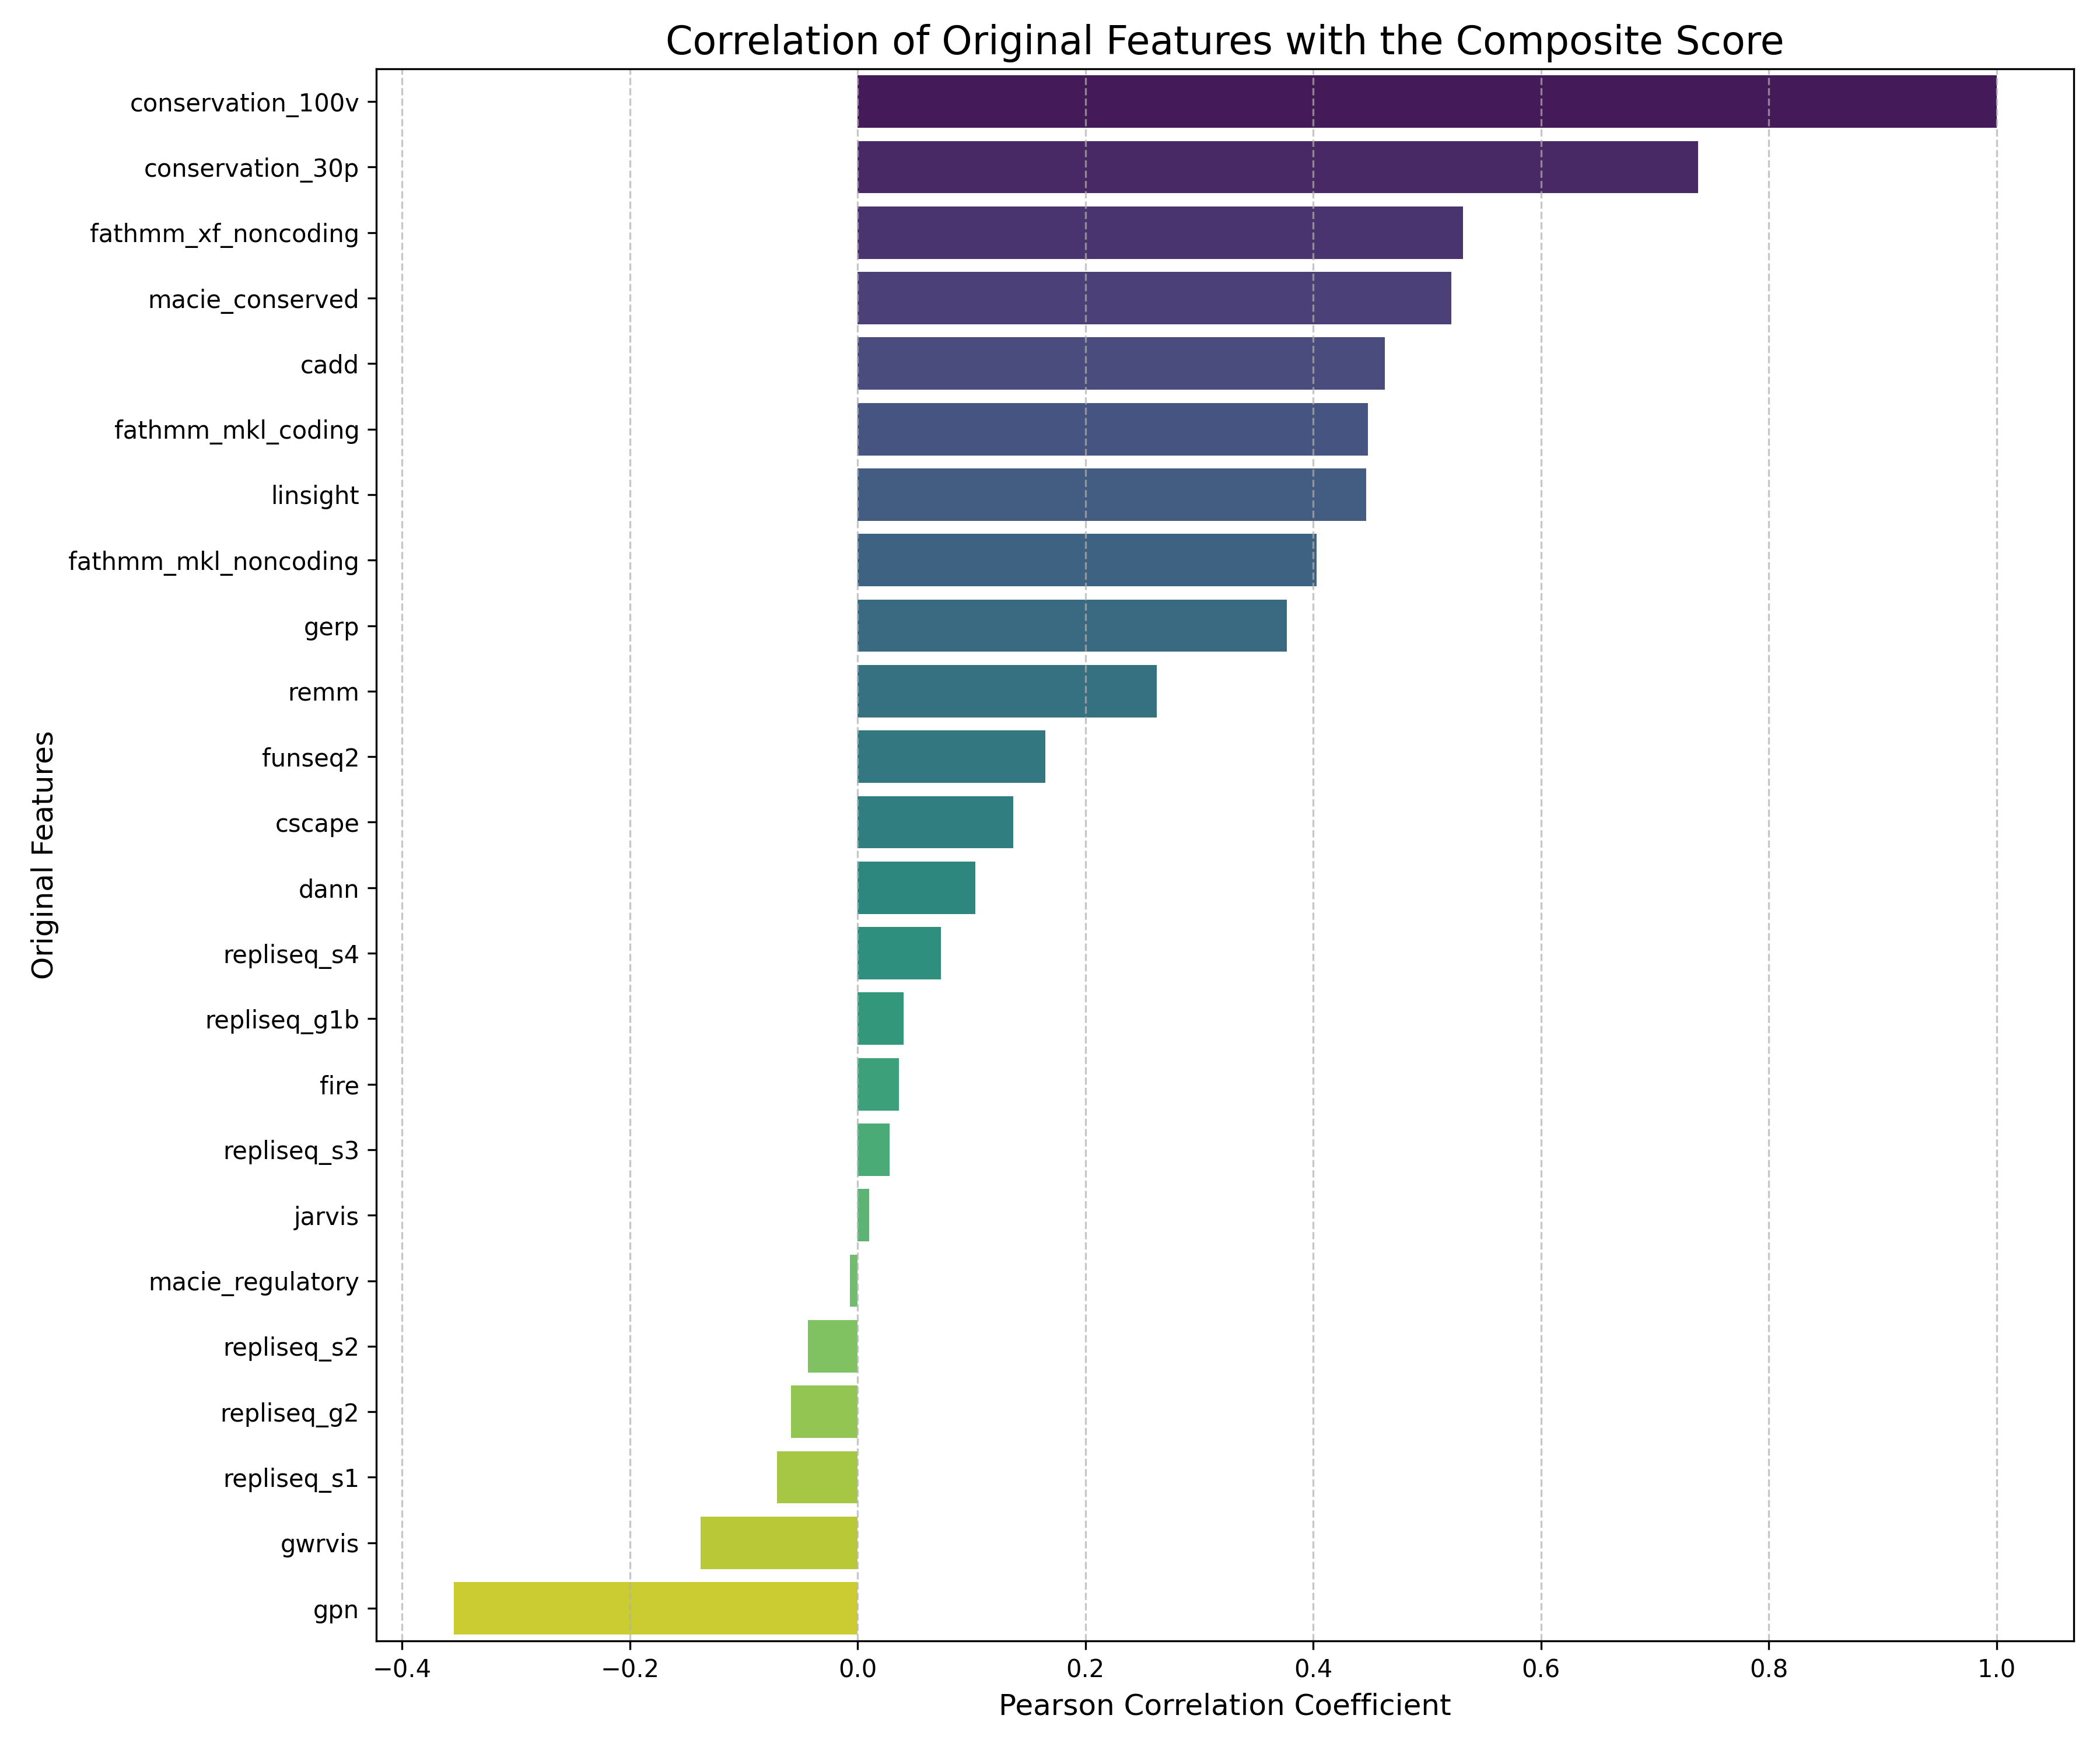 Correlation of Original Features with the Composite Score
Original Features
conservation_100v
conservation_30p
fathmm_xf_noncoding
macie_conserved
cadd
fathmm_mkl_coding
linsight
fathmm_mkl_noncoding
gerp
remm
funseq2
cscape
dann
repliseq_s4
repliseq_g1b
fire
repliseq_s3
jarvis
macie_regulatory
repliseq_s2
repliseq_g2
repliseq_s1
gwrvis
gpn
−0.4 −0.2 0.0 0.2 0.4 0.6 0.8 1.0
Pearson Correlation Coefficient